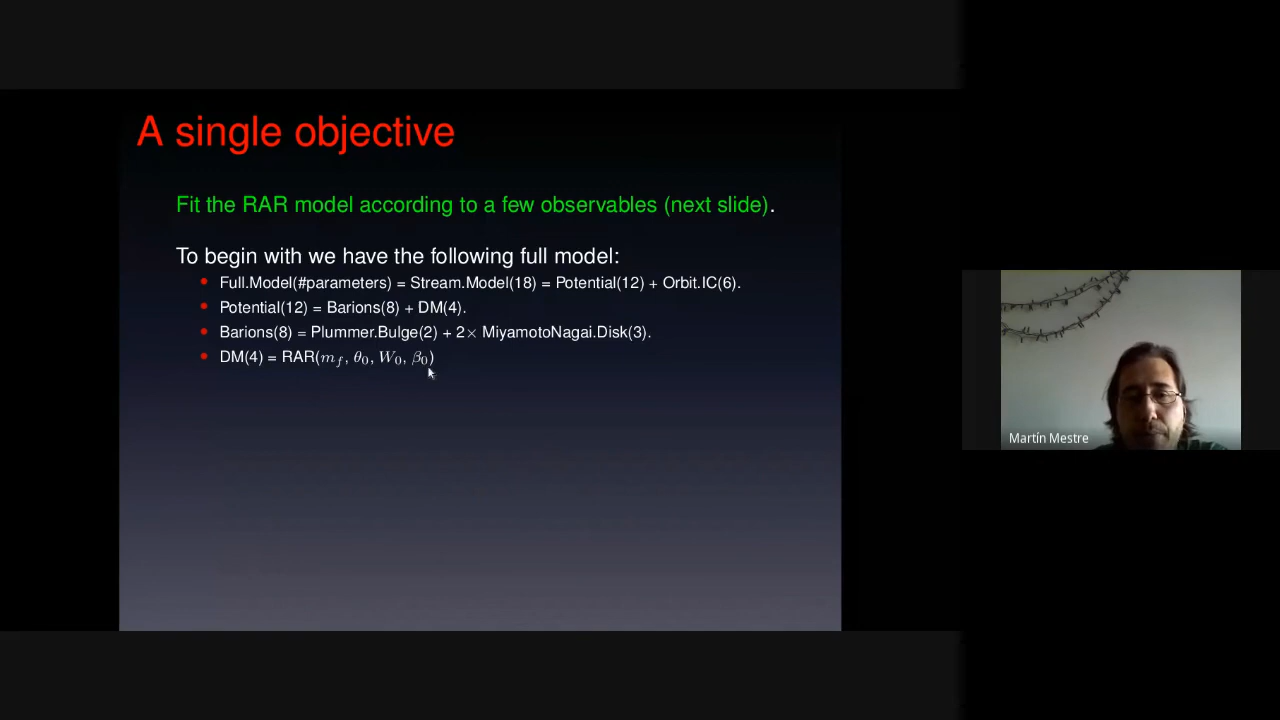 A single objective
Fit the RAR model according to a few observables (next slide).
To begin with we have the following full model:
Full.Model(#parameters) = Stream.Model(18) = Potential(12) + Orbit.IC(6).
Potential(12) = Barions(8) + DM(4).
Barions(8) = Plummer.Bulge(2) + 2× MiyamotoNagai.Disk(3).
DM(4) = RAR(m_f, θ_0, W_0, β_0)
Martín Mestre